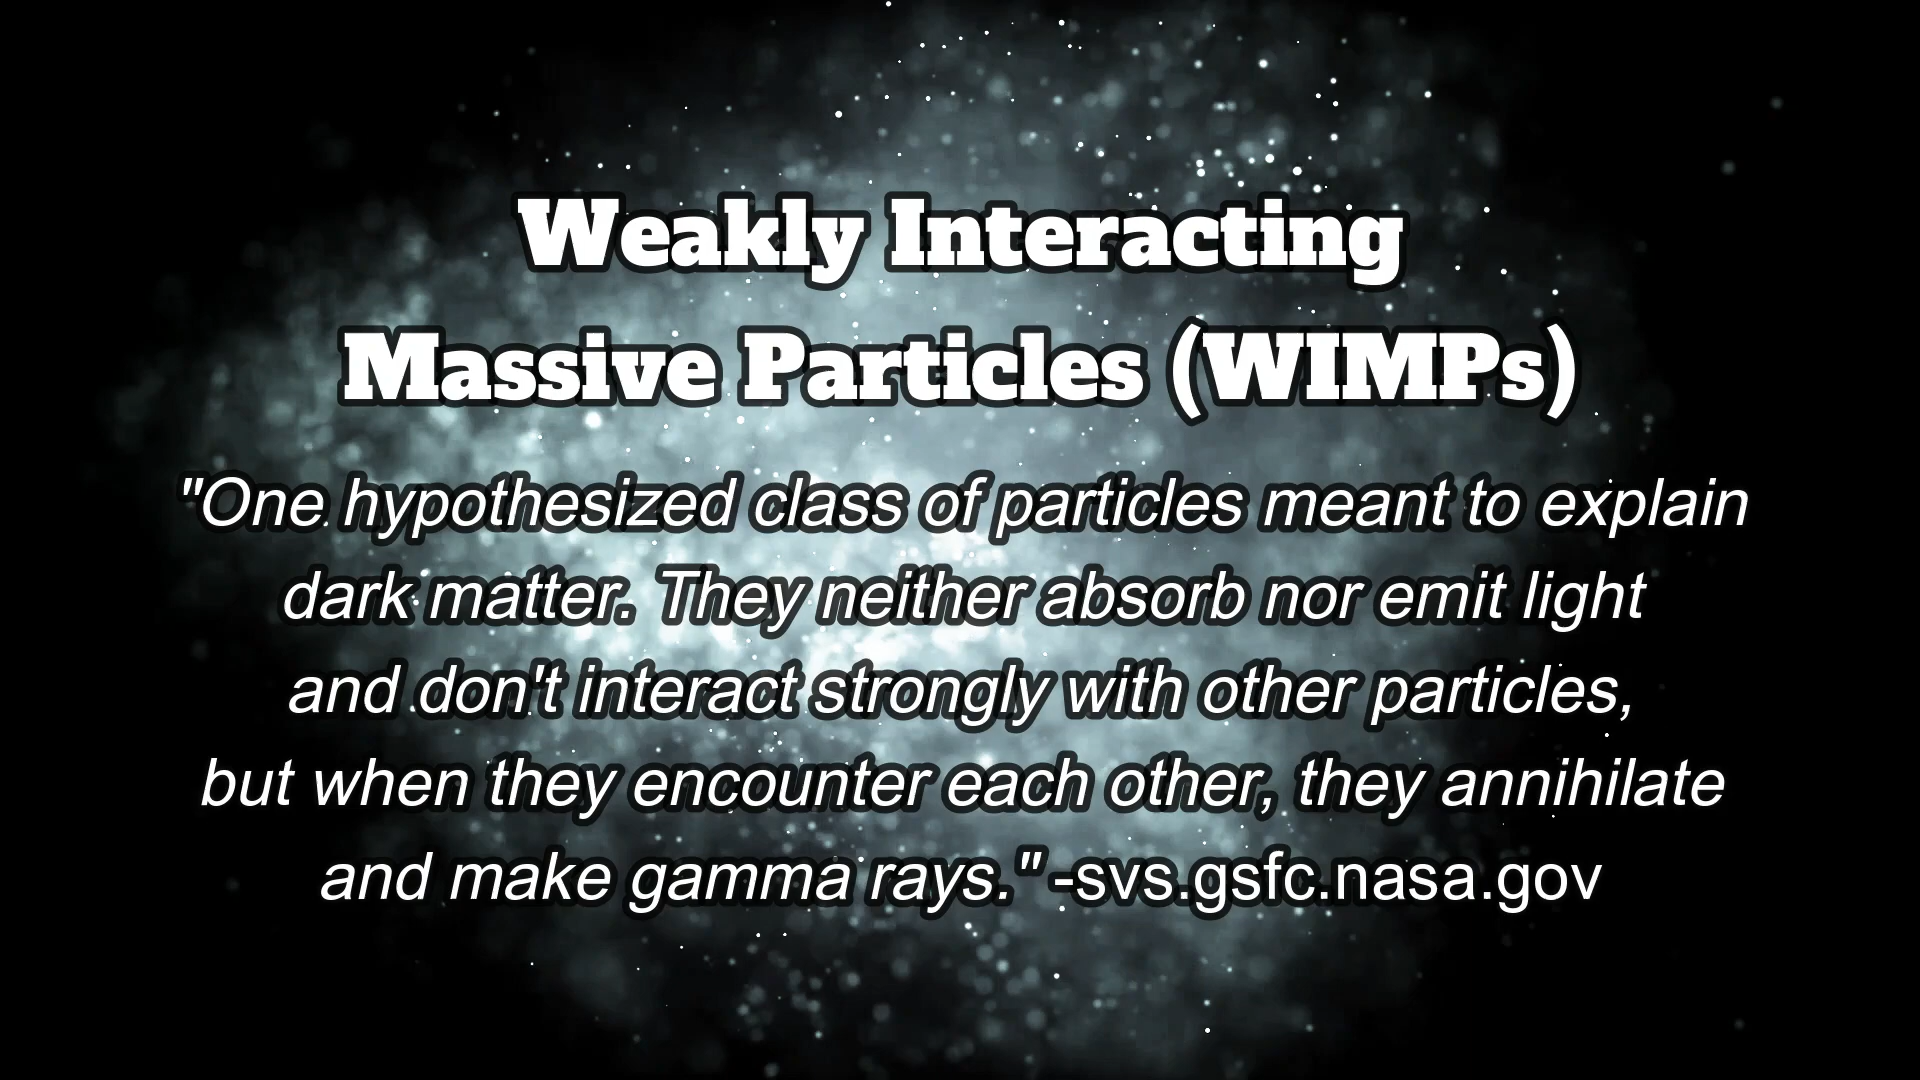 Weakly Interacting
Massive Particles (WIMPs)
"One hypothesized class of particles meant to explain
dark matter. They neither absorb nor emit light
and don't interact strongly with other particles,
but when they encounter each other, they annihilate
and make gamma rays." -svs.gsfc.nasa.gov